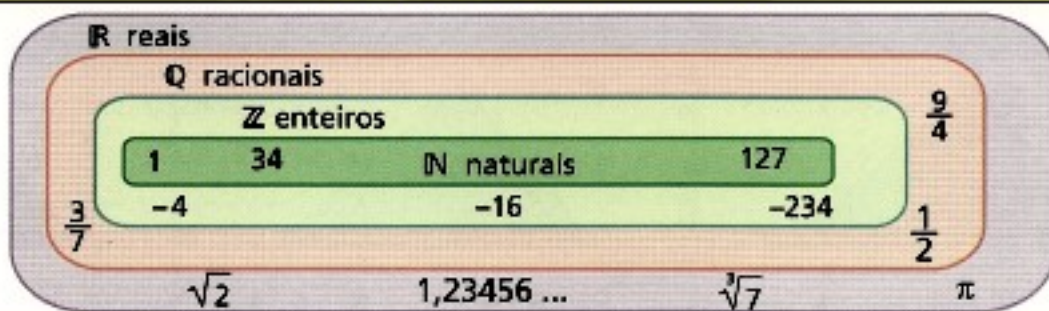 ℝ reais
ℚ racionais
ℤ enteiros
9/4
1 34 ℕ naturais 127
-4 -16 -234
3/7
1/2
√2 1,23456 ... ∛7 π